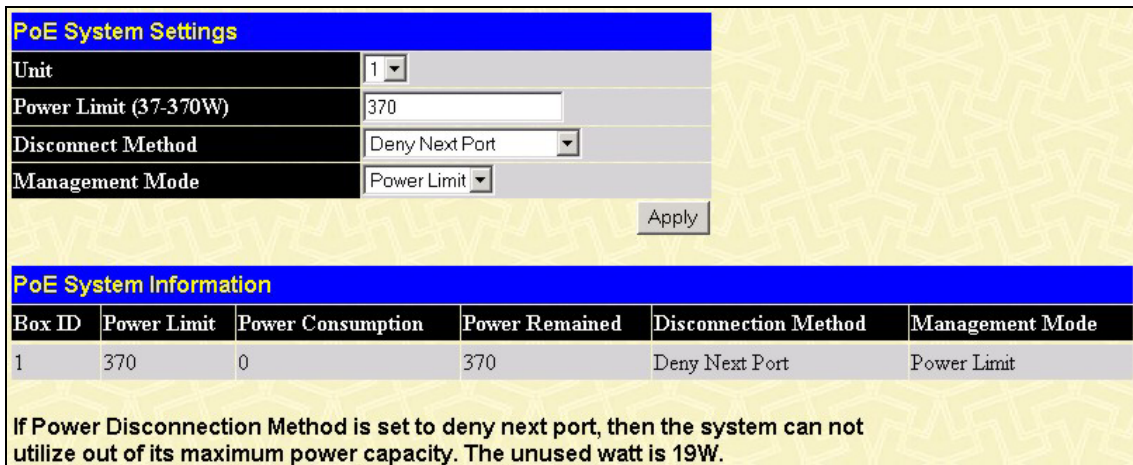 PoE System Settings
Unit 1
Power Limit (37-370W) 370
Disconnect Method Deny Next Port
Management Mode Power Limit
Apply
PoE System Information
Box ID Power Limit Power Consumption Power Remained Disconnection Method Management Mode
1 370 0 370 Deny Next Port Power Limit
If Power Disconnection Method is set to deny next port, then the system can not
utilize out of its maximum power capacity. The unused watt is 19W.